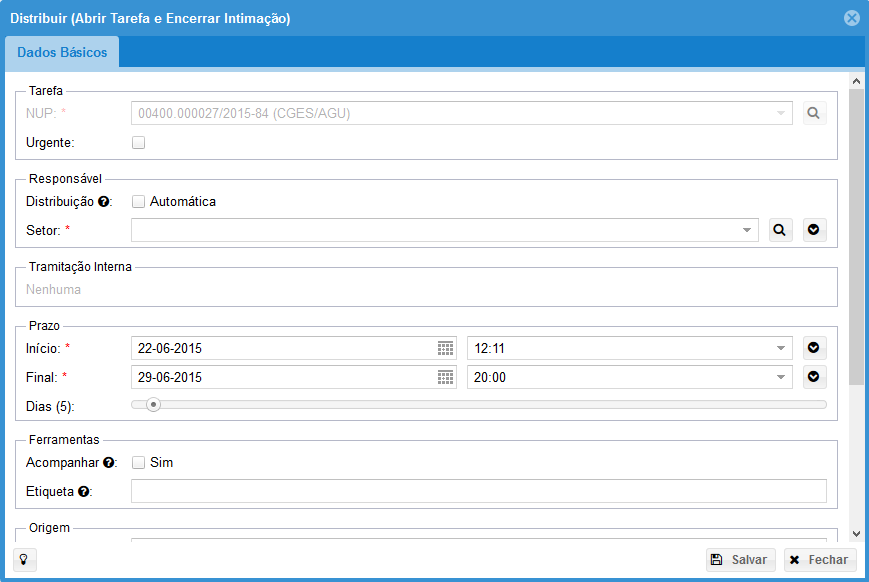 Distribuir (Abrir Tarefa e Encerrar Intimação)
Dados Básicos
Tarefa
NUP: * 00400.000027/2015-84 (CGES/AGU)
Urgente:
Responsável
Distribuição ?: Automática
Setor: *
Tramitação Interna
Nenhuma
Prazo
Início: * 22-06-2015 12:11
Final: * 29-06-2015 20:00
Dias (5):
Ferramentas
Acompanhar ?: Sim
Etiqueta ?:
Origem
Salvar Fechar